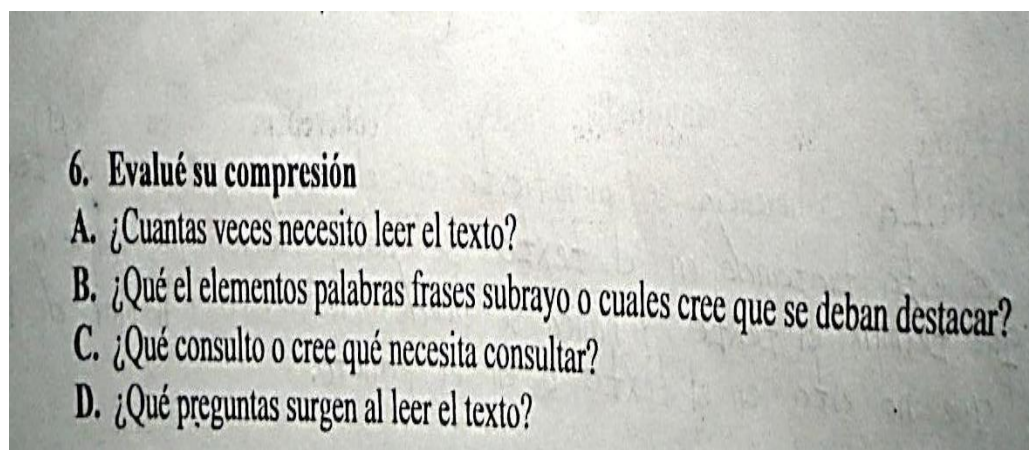 6. Evalué su compresión
A. ¿Cuantas veces necesito leer el texto?
B. ¿Qué el elementos palabras frases subrayo o cuales cree que se deban destacar?
C. ¿Qué consulto o cree qué necesita consultar?
D. ¿Qué preguntas surgen al leer el texto?